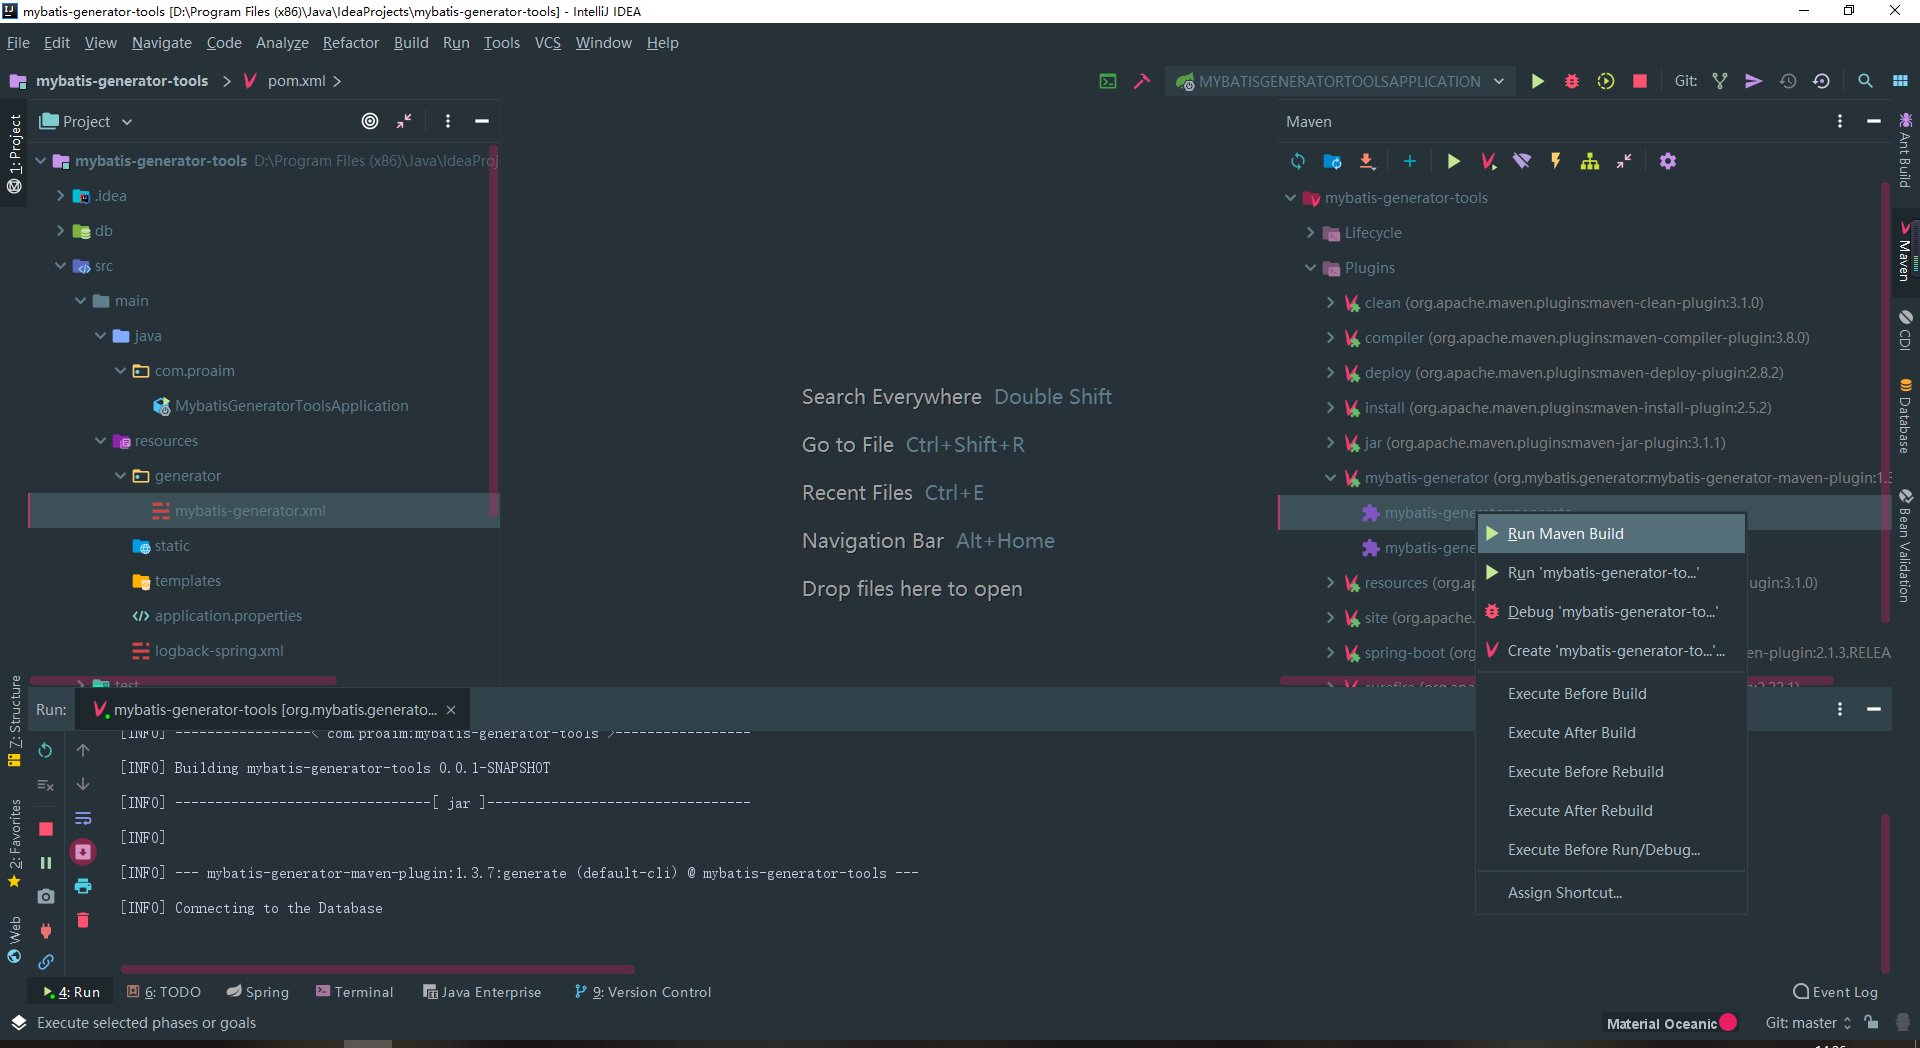 mybatis-generator-tools [D:\Program Files (x86)\Java\IdeaProjects\mybatis-generator-tools] - IntelliJ IDEA
File Edit View Navigate Code Analyze Refactor Build Run Tools VCS Window Help
mybatis-generator-tools pom.xml
MYBATISGENERATORTOOLSAPPLICATION
Git:
1: Project
Project
mybatis-generator-tools D:\Program Files (x86)\Java\IdeaProj
.idea
db
src
main
java
com.proaim
MybatisGeneratorToolsApplication
resources
generator
mybatis-generator.xml
static
templates
application.properties
logback-spring.xml
test
Search Everywhere Double Shift
Go to File Ctrl+Shift+R
Recent Files Ctrl+E
Navigation Bar Alt+Home
Drop files here to open
Maven
mybatis-generator-tools
Lifecycle
Plugins
clean (org.apache.maven.plugins:maven-clean-plugin:3.1.0)
compiler (org.apache.maven.plugins:maven-compiler-plugin:3.8.0)
deploy (org.apache.maven.plugins:maven-deploy-plugin:2.8.2)
install (org.apache.maven.plugins:maven-install-plugin:2.5.2)
jar (org.apache.maven.plugins:maven-jar-plugin:3.1.1)
mybatis-generator (org.mybatis.generator:mybatis-generator-maven-plugin:1.3
mybatis-generator:generate
mybatis-gene
resources (org.ap ugin:3.1.0)
site (org.apache.
spring-boot (org en-plugin:2.1.3.RELEA
Run Maven Build
Run 'mybatis-generator-to...'
Debug 'mybatis-generator-to...'
Create 'mybatis-generator-to...'...
Execute Before Build
Execute After Build
Execute Before Rebuild
Execute After Rebuild
Execute Before Run/Debug...
Assign Shortcut...
Ant Build
Maven
CDI
Database
Bean Validation
7: Structure
2: Favorites
Web
Run: mybatis-generator-tools [org.mybatis.generato...
[INFO] -----------------< com.proaim:mybatis-generator-tools >-----------------
[INFO] Building mybatis-generator-tools 0.0.1-SNAPSHOT
[INFO] --------------------------------[ jar ]---------------------------------
[INFO]
[INFO] --- mybatis-generator-maven-plugin:1.3.7:generate (default-cli) @ mybatis-generator-tools ---
[INFO] Connecting to the Database
4: Run 6: TODO Spring Terminal Java Enterprise 9: Version Control Event Log
Execute selected phases or goals Material Oceanic Git: master